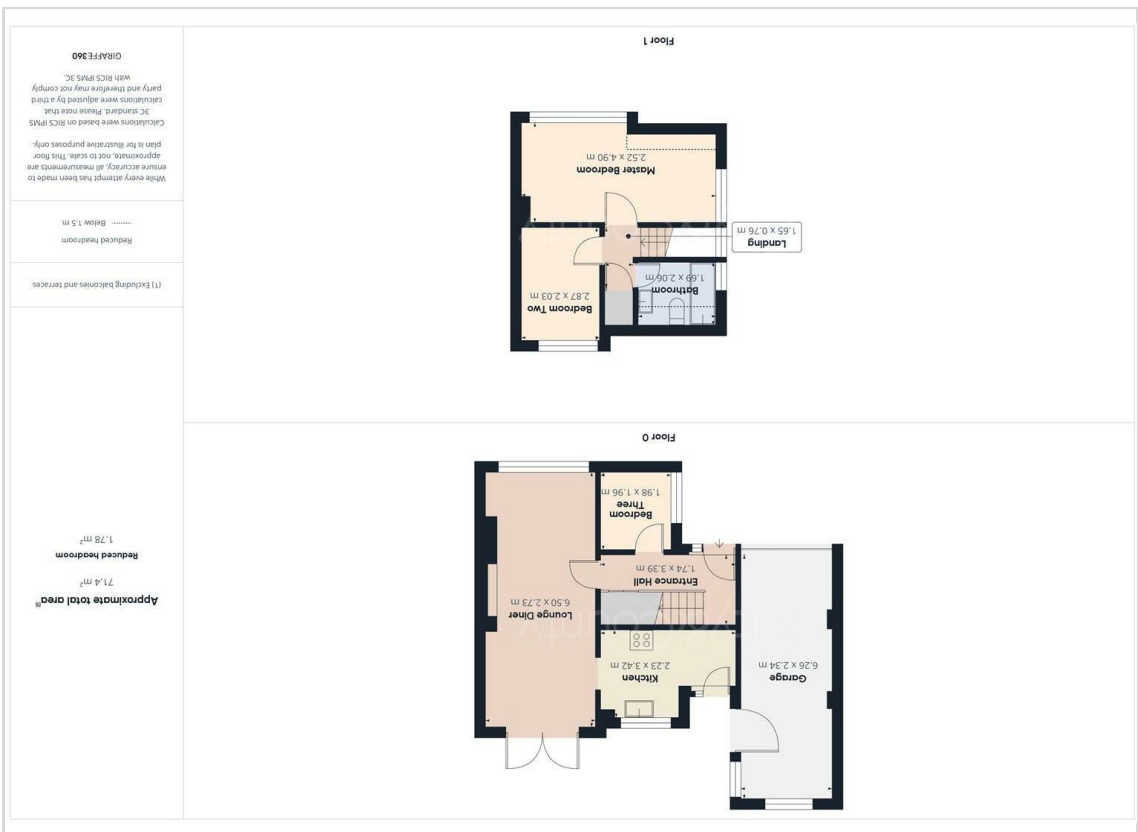 Floor 0
Garage
6.26 x 2.34 m
Kitchen
2.23 x 3.42 m
Lounge Diner
6.50 x 2.73 m
Entrance Hall
1.74 x 3.39 m
Bedroom
Three
1.98 x 1.96 m
Floor 1
Bathroom
1.69 x 2.06 m
Bedroom Two
2.87 x 2.03 m
Landing
1.65 x 0.76 m
Master Bedroom
2.52 x 4.90 m
Approximate total area⁽¹⁾
71.4 m²
Reduced headroom
1.78 m²
(1) Excluding balconies and terraces
Reduced headroom
Below 1.5 m
While every attempt has been made to
ensure accuracy, all measurements are
approximate, not to scale. This floor
plan is for illustrative purposes only.
Calculations were based on RICS IPMS
3C standard. Please note that
calculations were adjusted by a third
party and therefore may not comply
with RICS IPMS 3C.
GIRAFFE360
City&County